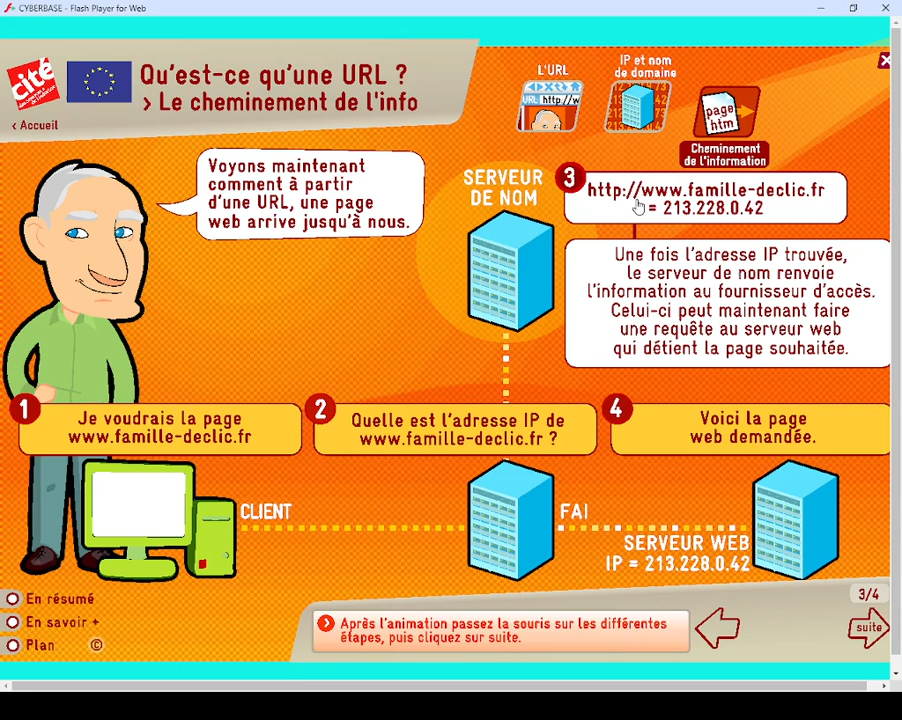 CYBERBASE - Flash Player for Web
cité
Qu'est-ce qu'une URL ?
> Le cheminement de l'info
< Accueil
L'URL
URL http://w
IP et nom
de domaine
page
htm
Cheminement
de l'information
Voyons maintenant
comment à partir
d'une URL, une page
web arrive jusqu'à nous.
SERVEUR
DE NOM
3
http://www.famille-declic.fr
= 213.228.0.42
Une fois l'adresse IP trouvée,
le serveur de nom renvoie
l'information au fournisseur d'accès.
Celui-ci peut maintenant faire
une requête au serveur web
qui détient la page souhaitée.
1
Je voudrais la page
www.famille-declic.fr
2
Quelle est l'adresse IP de
www.famille-declic.fr ?
4
Voici la page
web demandée.
CLIENT
FAI
SERVEUR WEB
IP = 213.228.0.42
En résumé
En savoir +
Plan
©
Après l'animation passez la souris sur les différentes
étapes, puis cliquez sur suite.
3/4
suite